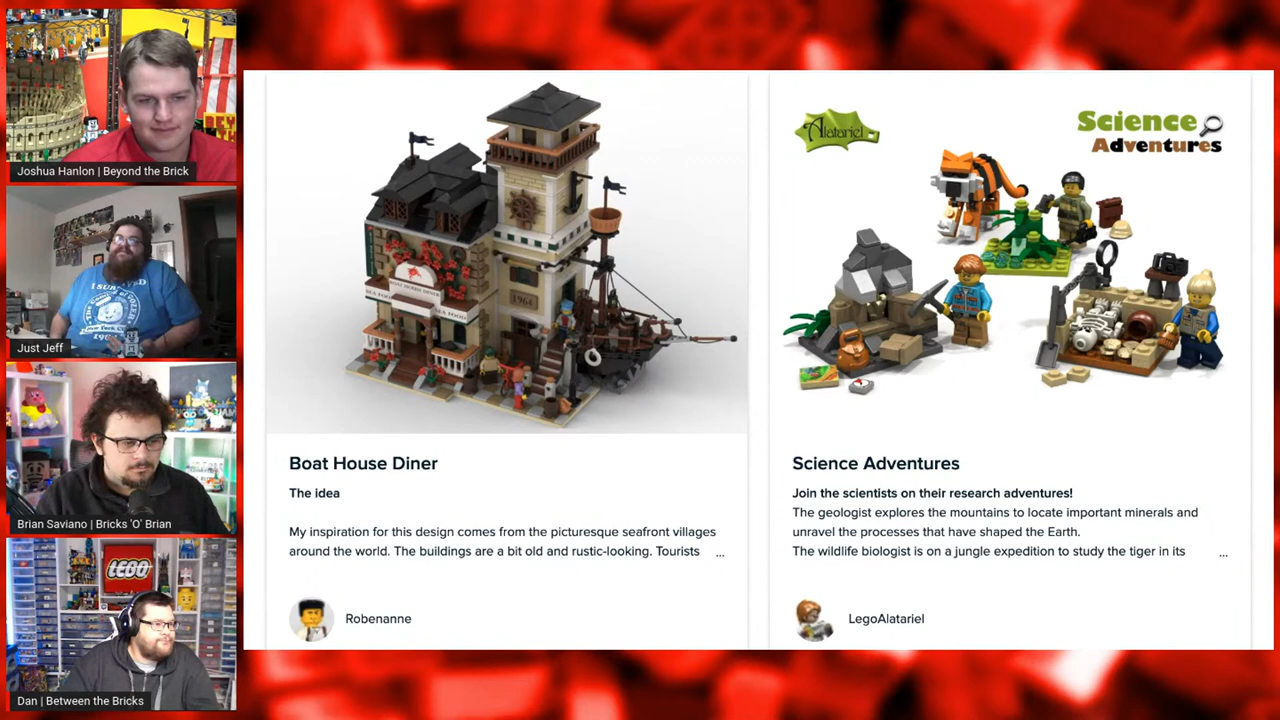 Joshua Hanlon | Beyond the Brick
Just Jeff
Brian Saviano | Bricks 'O' Brian
LEGO
Dan | Between the Bricks
1964
SEA FOOD
Boat House Diner
The idea
My inspiration for this design comes from the picturesque seafront villages
around the world. The buildings are a bit old and rustic-looking. Tourists ...
Robenanne
Alatariel
Science
Adventures
Science Adventures
Join the scientists on their research adventures!
The geologist explores the mountains to locate important minerals and
unravel the processes that have shaped the Earth.
The wildlife biologist is on a jungle expedition to study the tiger in its ...
LegoAlatariel